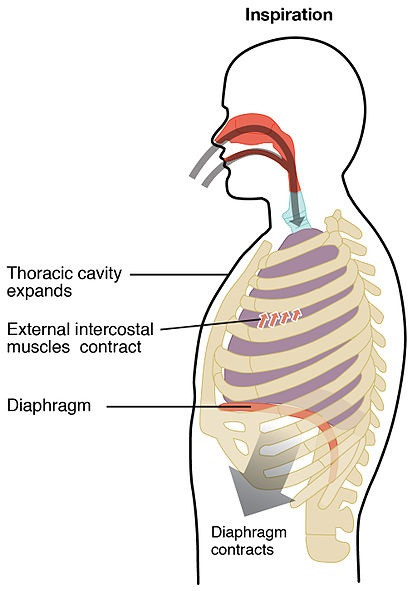 Inspiration
Thoracic cavity
expands
External intercostal
muscles contract
Diaphragm
Diaphragm
contracts